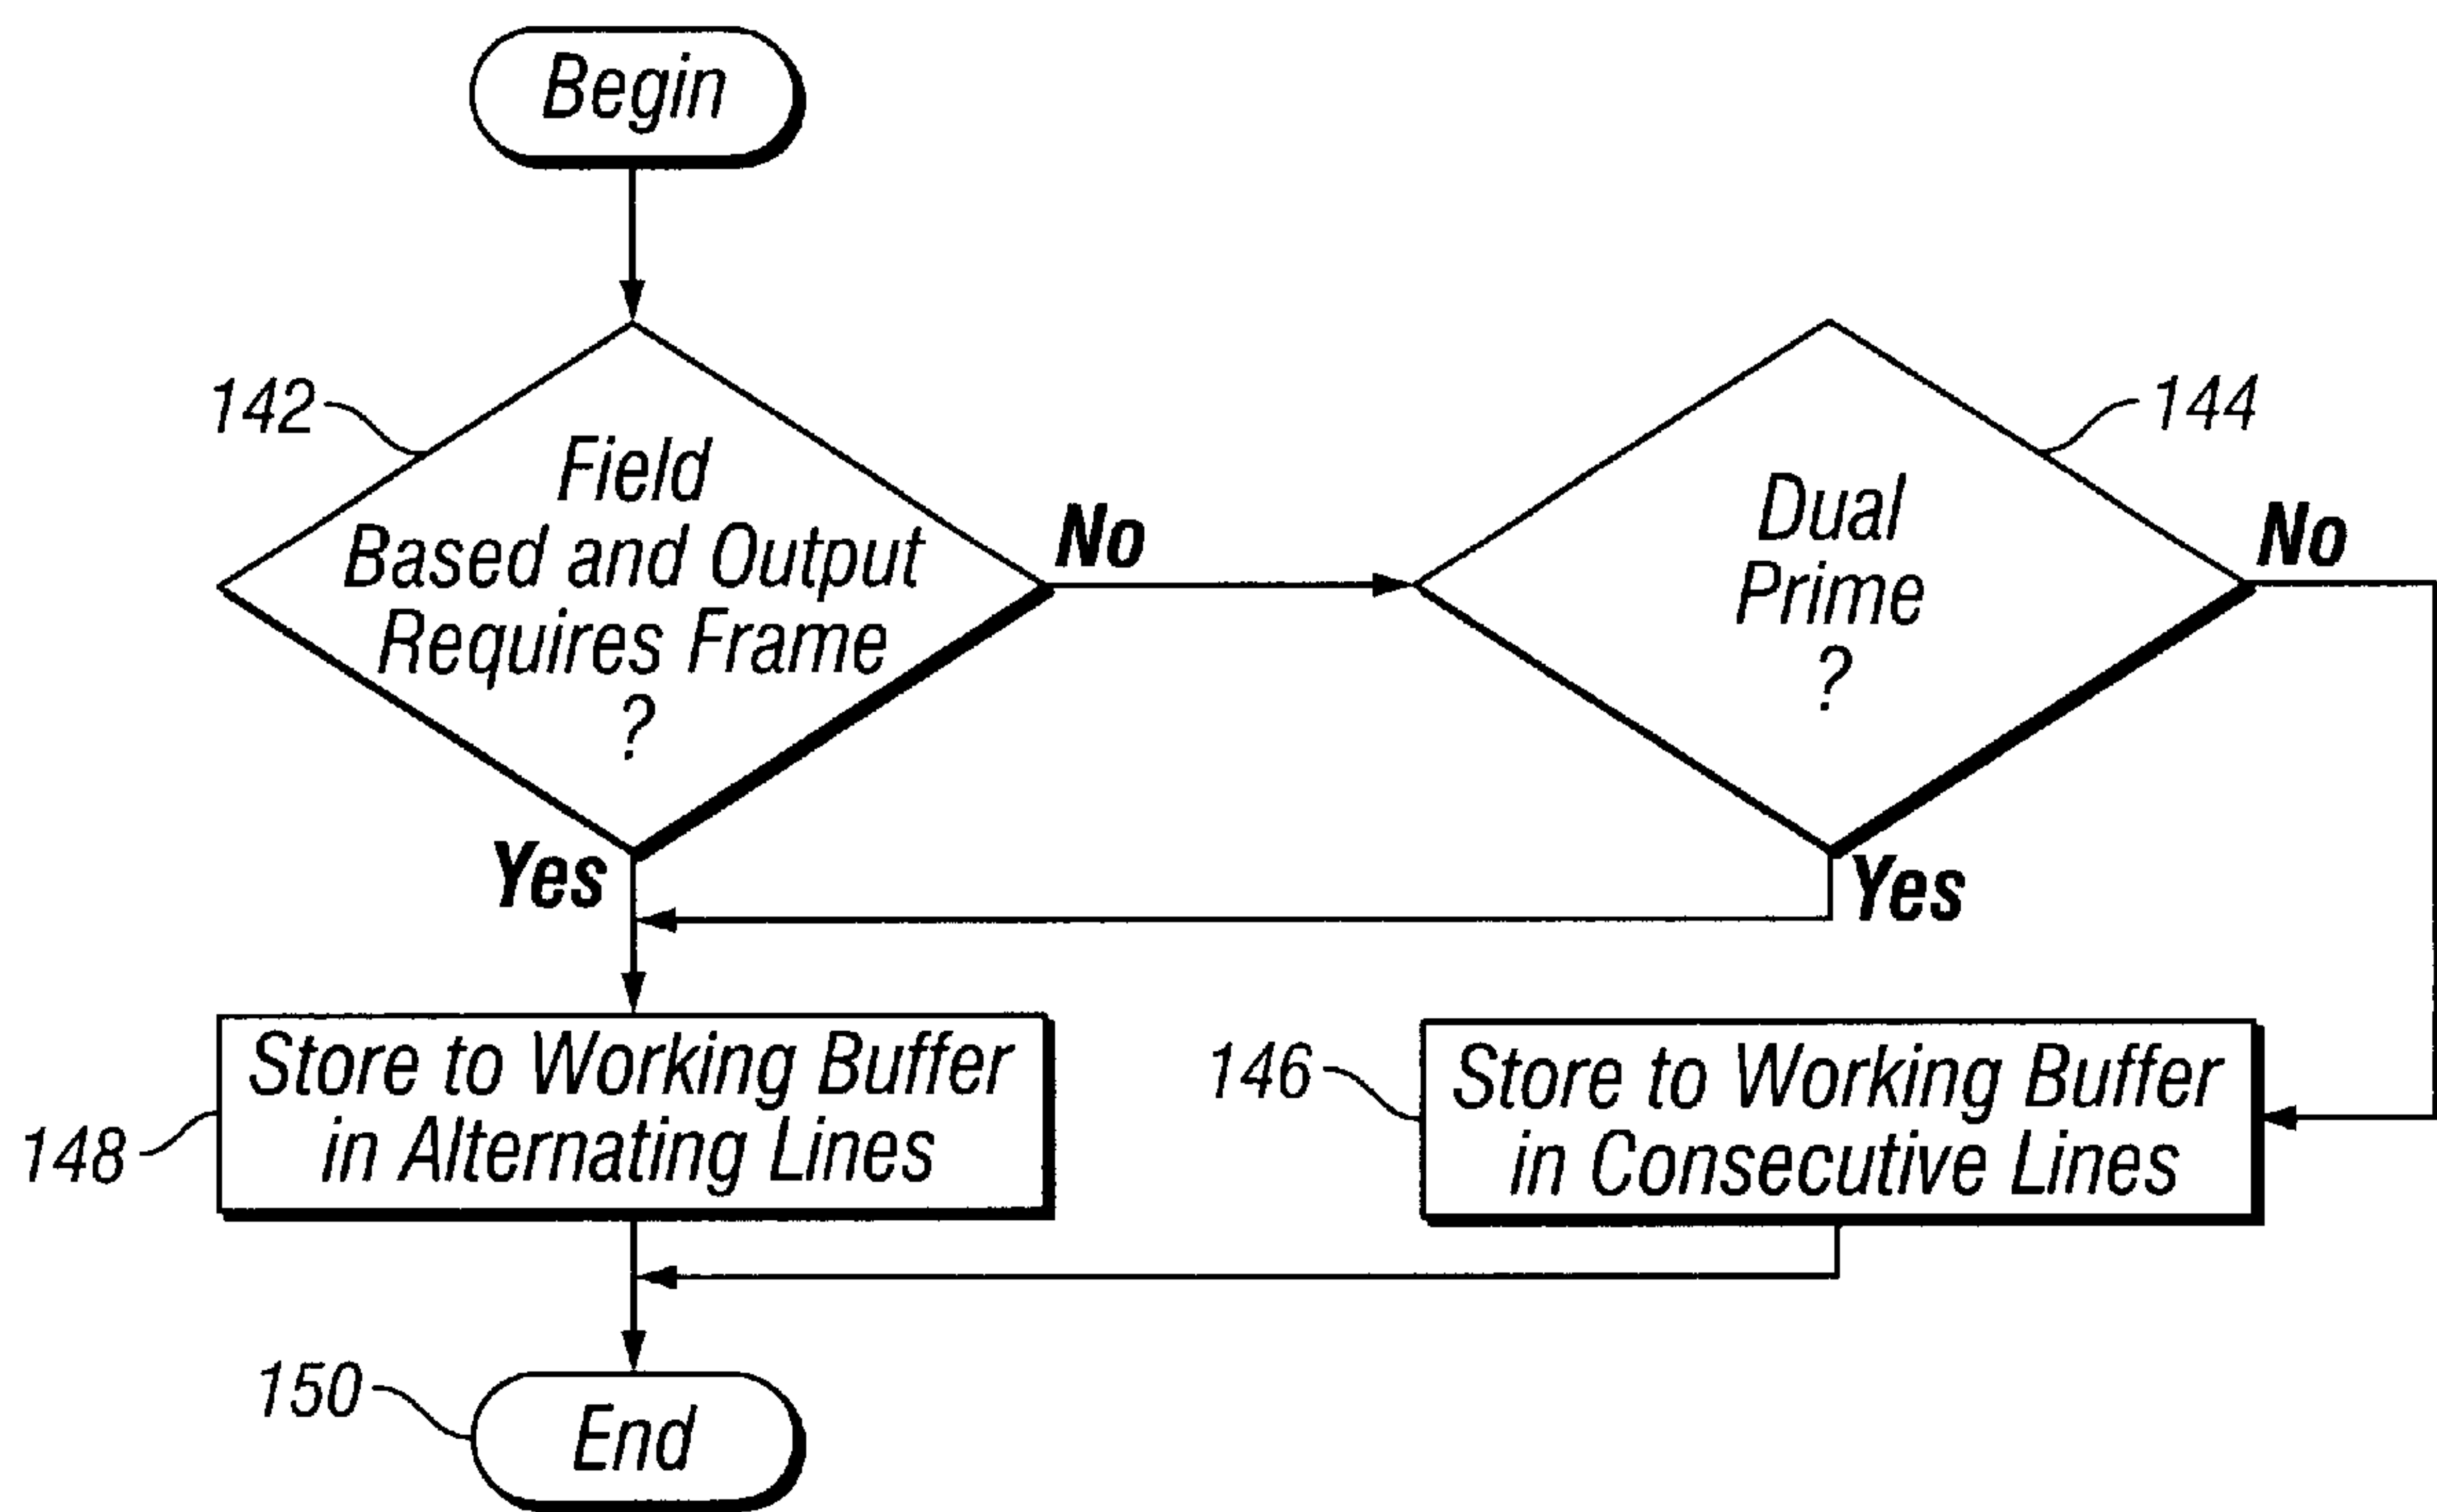 Begin
142
Field
Based and Output
Requires Frame
?
No
Yes
144
Dual
Prime
?
No
Yes
148
Store to Working Buffer
in Alternating Lines
146
Store to Working Buffer
in Consecutive Lines
150
End